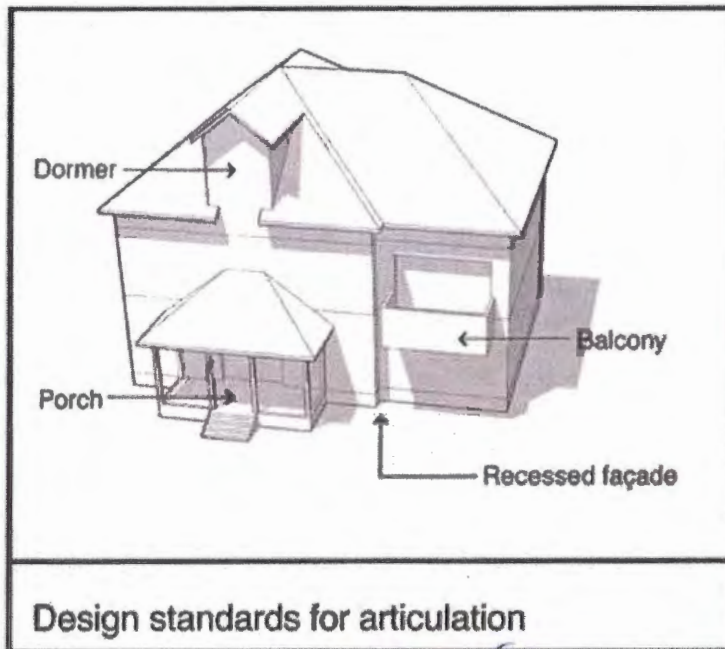 Dormer
Balcony
Porch
Recessed façade
Design standards for articulation